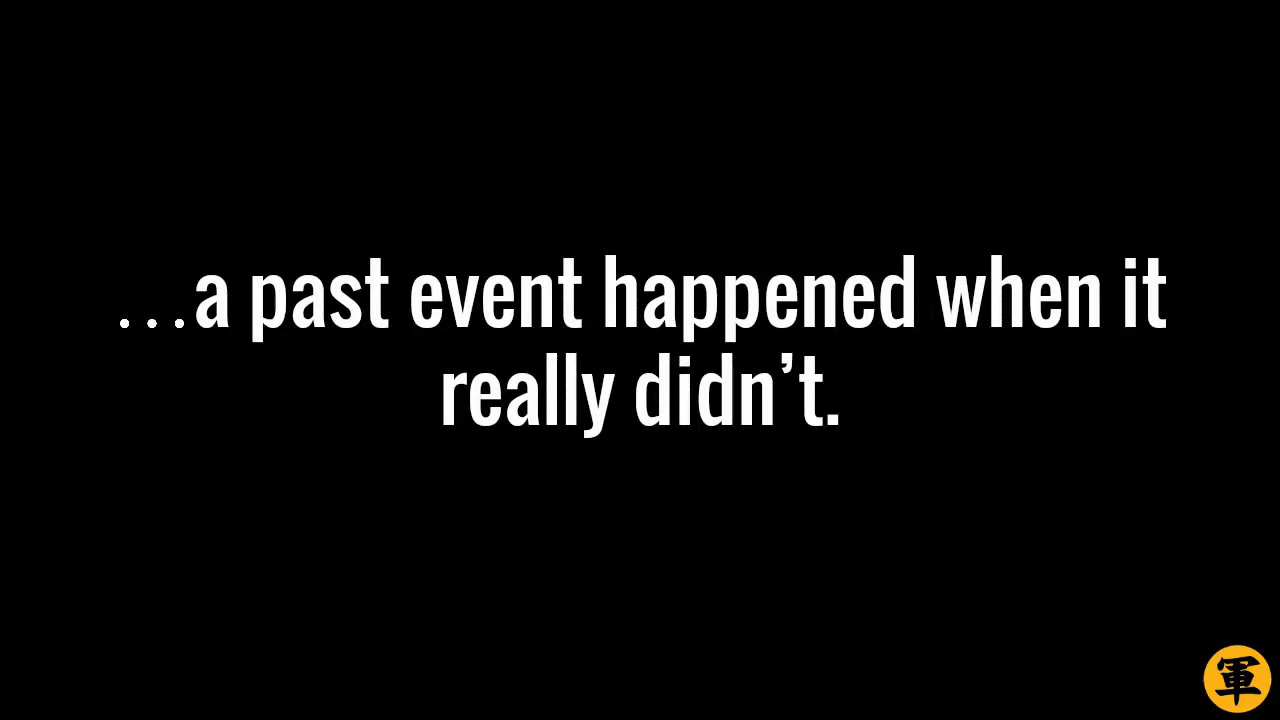 ...a past event happened when it
really didn’t.
軍